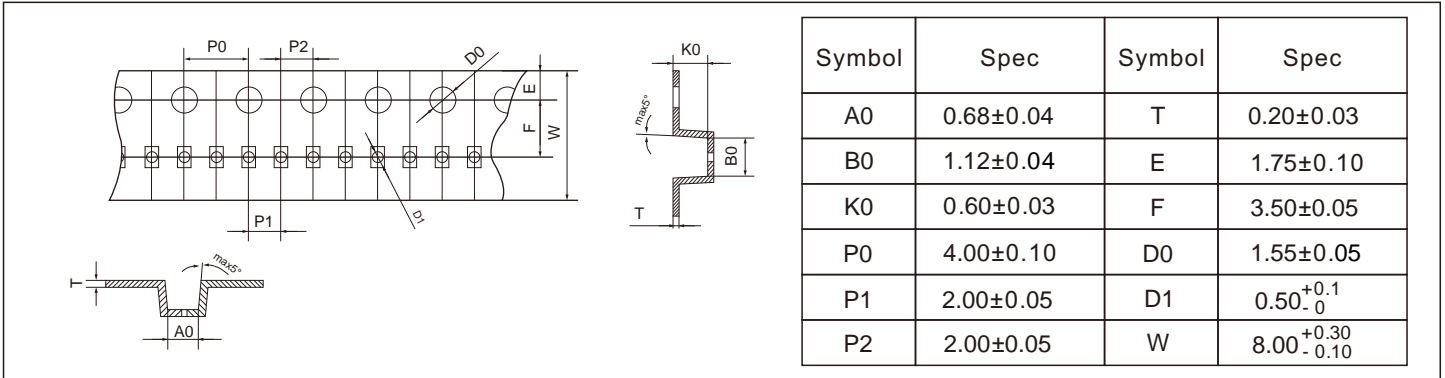 P0 P2 D0
E
F
W
P1 D1
T max5°
A0
K0
max5°
B0
T
Symbol Spec Symbol Spec
A0 0.68±0.04 T 0.20±0.03
B0 1.12±0.04 E 1.75±0.10
K0 0.60±0.03 F 3.50±0.05
P0 4.00±0.10 D0 1.55±0.05
P1 2.00±0.05 D1 0.50+0.1 - 0
P2 2.00±0.05 W 8.00+0.30 - 0.10